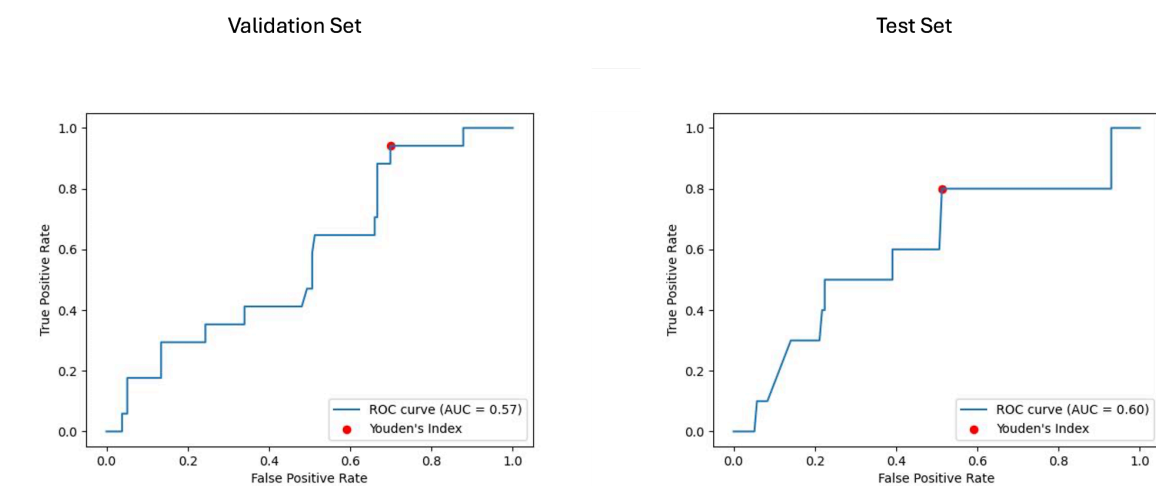 Validation Set
1.0
0.8
0.6
0.4
0.2
0.0
True Positive Rate
0.0 0.2 0.4 0.6 0.8 1.0
False Positive Rate
ROC curve (AUC = 0.57)
Youden's Index
Test Set
1.0
0.8
0.6
0.4
0.2
0.0
True Positive Rate
0.0 0.2 0.4 0.6 0.8 1.0
False Positive Rate
ROC curve (AUC = 0.60)
Youden's Index